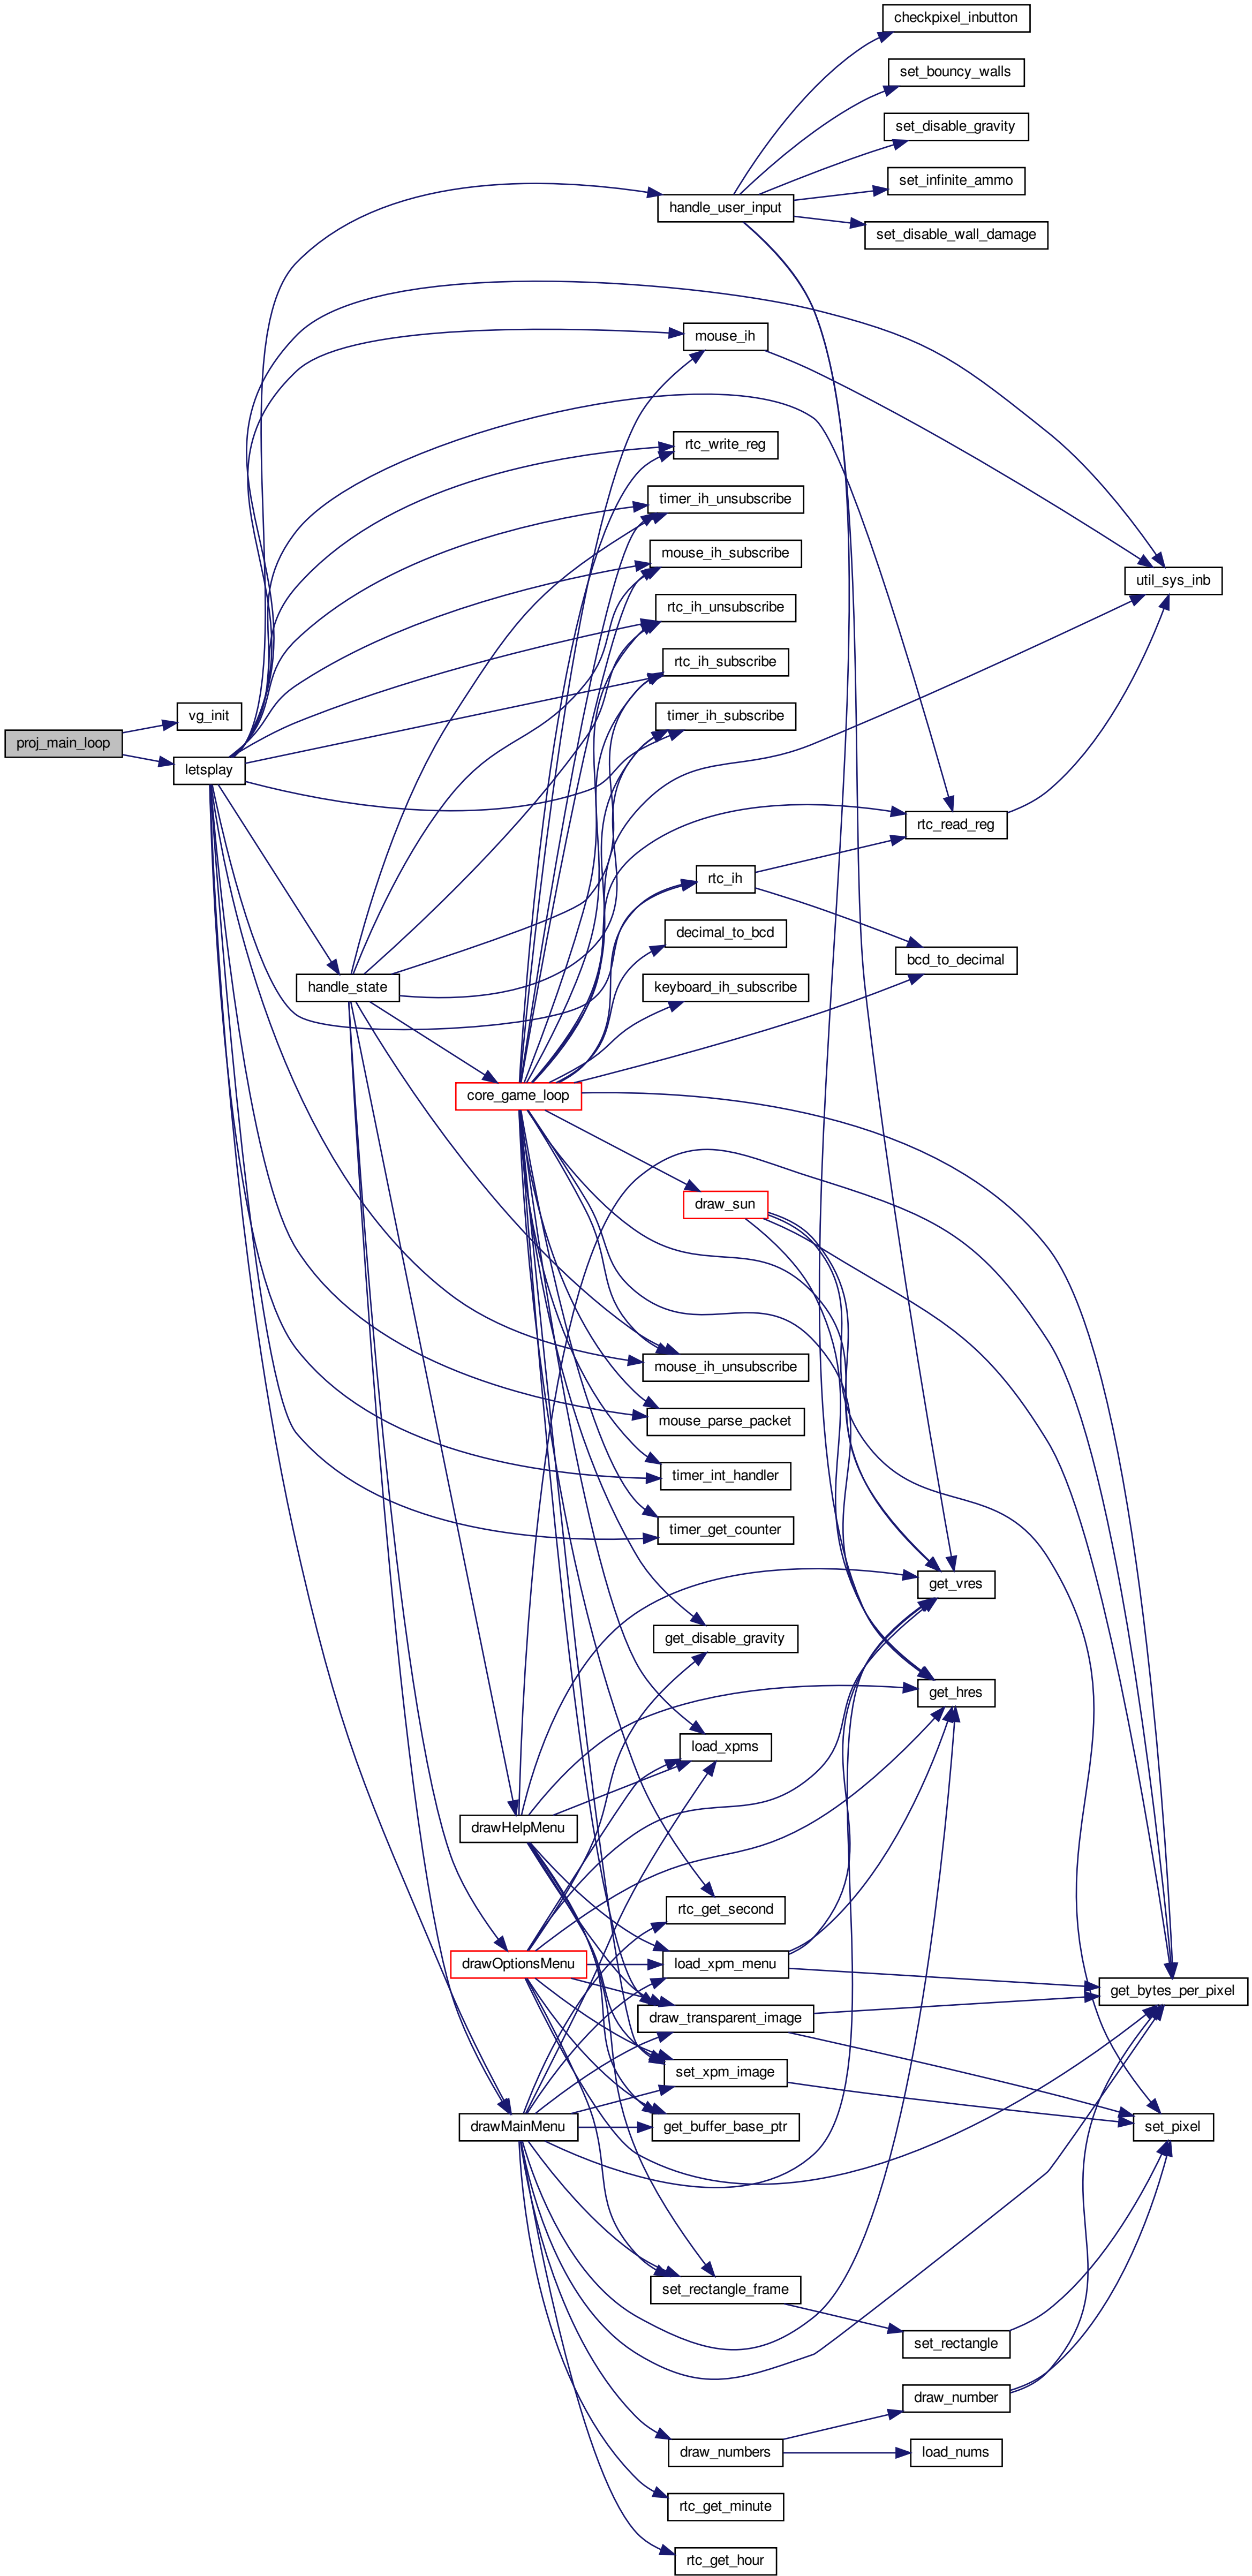 checkpixel_inbutton
set_bouncy_walls
set_disable_gravity
set_infinite_ammo
handle_user_input
set_disable_wall_damage
mouse_ih
rtc_write_reg
timer_ih_unsubscribe
mouse_ih_subscribe
util_sys_inb
rtc_ih_unsubscribe
rtc_ih_subscribe
vg_init
timer_ih_subscribe
proj_main_loop
letsplay
rtc_read_reg
rtc_ih
decimal_to_bcd
bcd_to_decimal
handle_state
keyboard_ih_subscribe
core_game_loop
draw_sun
mouse_ih_unsubscribe
mouse_parse_packet
timer_int_handler
timer_get_counter
get_vres
get_disable_gravity
get_hres
load_xpms
drawHelpMenu
rtc_get_second
drawOptionsMenu
load_xpm_menu
get_bytes_per_pixel
draw_transparent_image
set_xpm_image
drawMainMenu
get_buffer_base_ptr
set_pixel
set_rectangle_frame
set_rectangle
draw_number
draw_numbers
load_nums
rtc_get_minute
rtc_get_hour